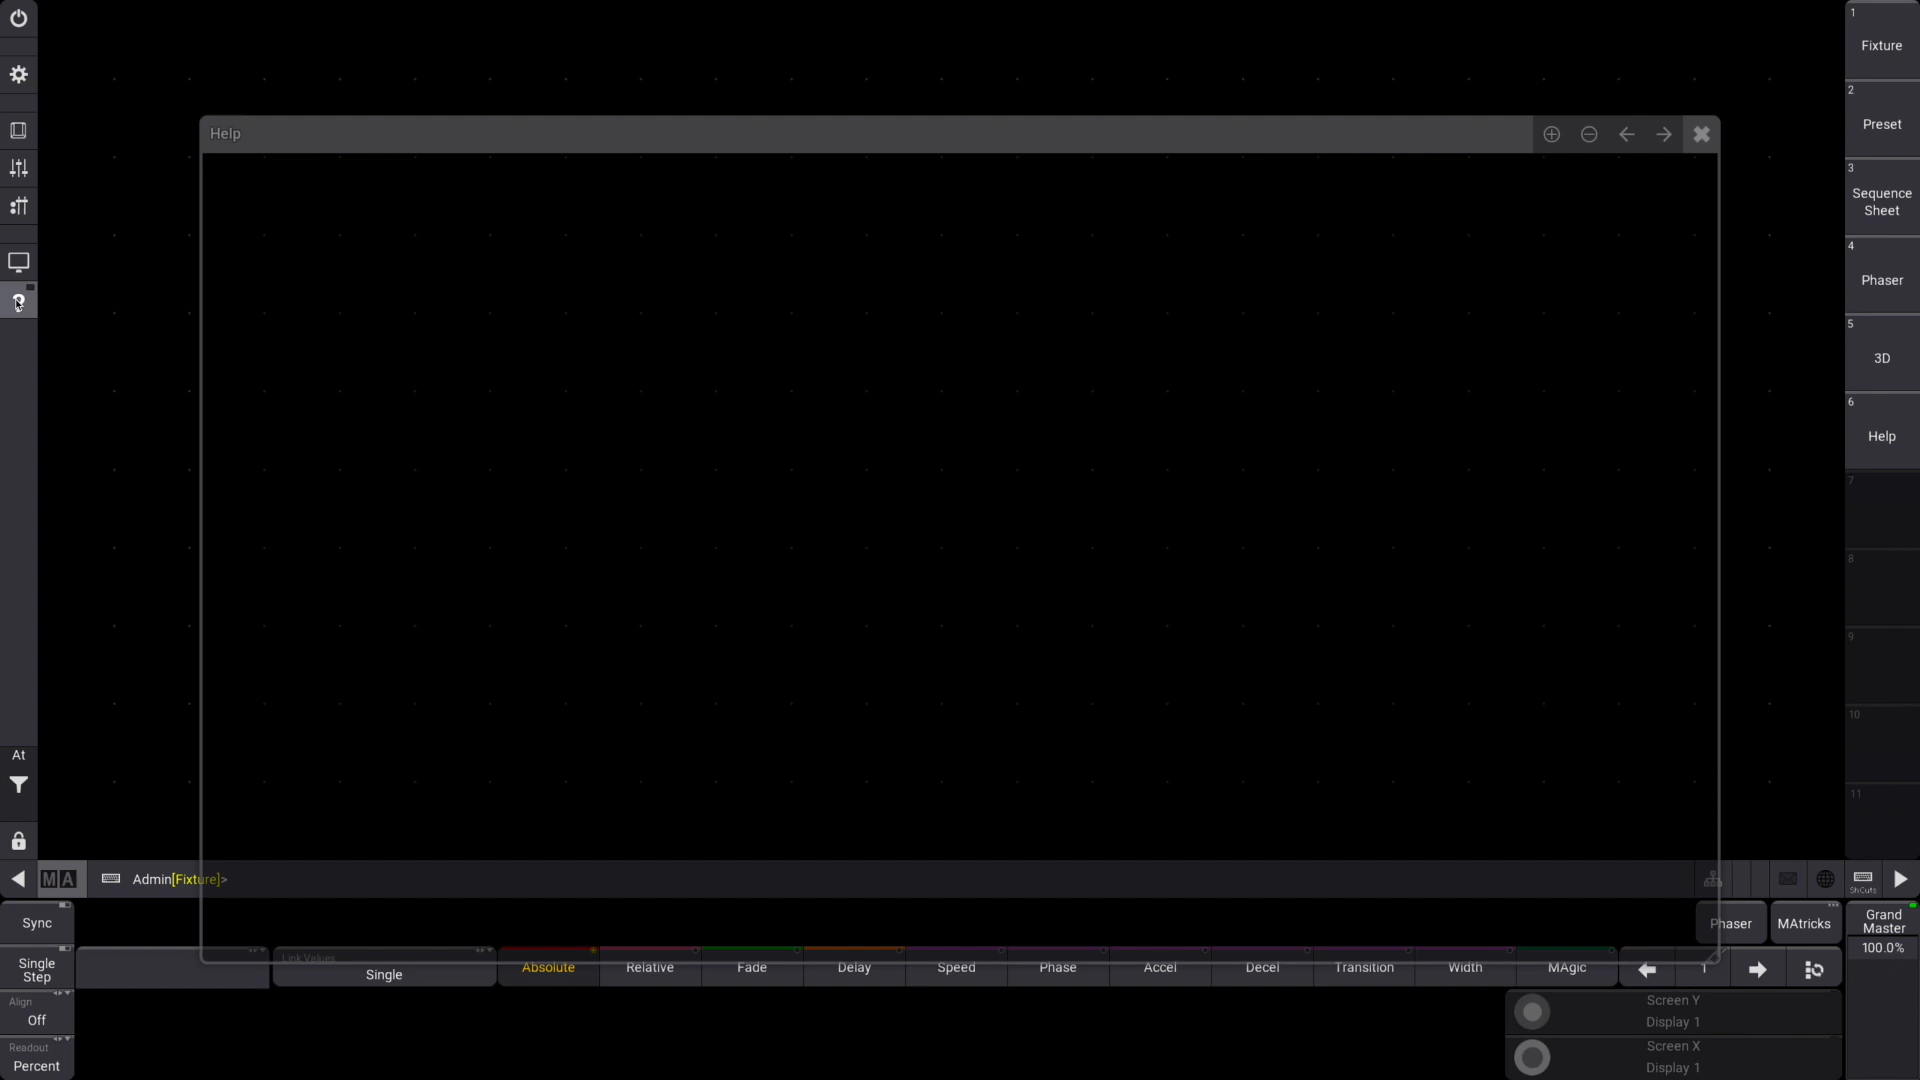 Help
1
Fixture
2
Preset
3
Sequence
Sheet
4
Phaser
5
3D
6
Help
7
8
9
10
11
At
MA
Admin[Fixture]>
ShCuts
Sync
Phaser
MAtricks
Grand
Master
100.0%
Single
Step
Link Values
Single
Absolute
Relative
Fade
Delay
Speed
Phase
Accel
Decel
Transition
Width
MAgic
1
Align
Off
Readout
Percent
Screen Y
Display 1
Screen X
Display 1